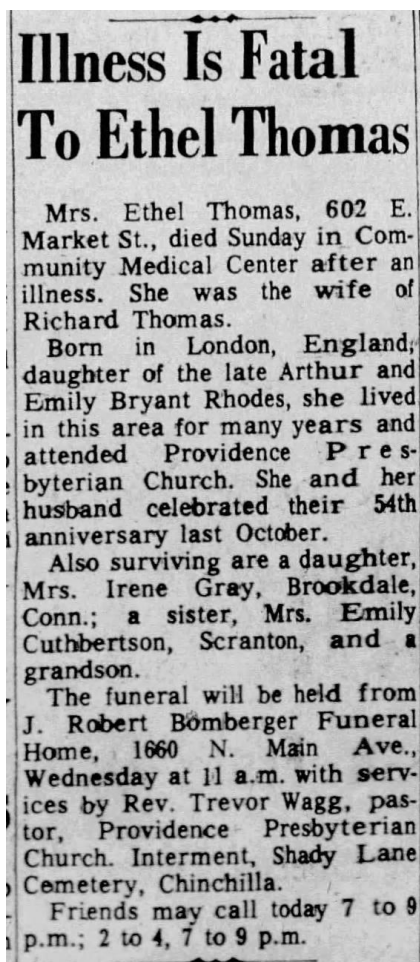 Illness Is Fatal
To Ethel Thomas
Mrs. Ethel Thomas, 602 E.
Market St., died Sunday in Com-
munity Medical Center after an
illness. She was the wife of
Richard Thomas.
Born in London, England,
daughter of the late Arthur and
Emily Bryant Rhodes, she lived
in this area for many years and
attended Providence Pres-
byterian Church. She and her
husband celebrated their 54th
anniversary last October.
Also surviving are a daughter,
Mrs. Irene Gray, Brookdale,
Conn.; a sister, Mrs. Emily
Cuthbertson, Scranton, and a
grandson.
The funeral will be held from
J. Robert Bomberger Funeral
Home, 1660 N. Main Ave.,
Wednesday at 11 a.m. with serv-
ices by Rev. Trevor Wagg, pas-
tor, Providence Presbyterian
Church. Interment, Shady Lane
Cemetery, Chinchilla.
Friends may call today 7 to 9
p.m.; 2 to 4, 7 to 9 p.m.